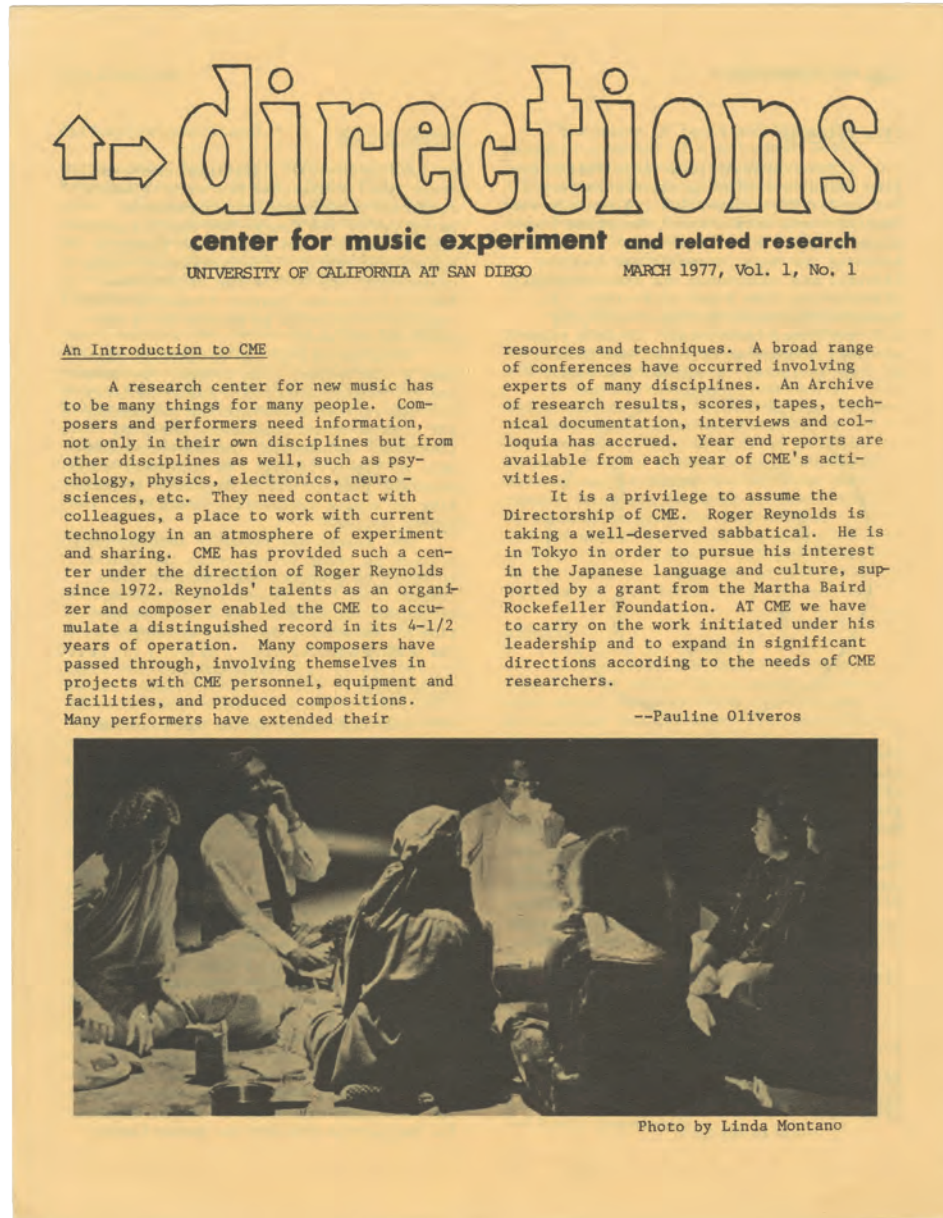 directions
center for music experiment and related research
UNIVERSITY OF CALIFORNIA AT SAN DIEGO MARCH 1977, Vol. 1, No. 1
An Introduction to CME
A research center for new music has
to be many things for many people. Com-
posers and performers need information,
not only in their own disciplines but from
other disciplines as well, such as psy-
chology, physics, electronics, neuro-
sciences, etc. They need contact with
colleagues, a place to work with current
technology in an atmosphere of experiment
and sharing. CME has provided such a cen-
ter under the direction of Roger Reynolds
since 1972. Reynolds' talents as an organi-
zer and composer enabled the CME to accu-
mulate a distinguished record in its 4-1/2
years of operation. Many composers have
passed through, involving themselves in
projects with CME personnel, equipment and
facilities, and produced compositions.
Many performers have extended their
resources and techniques. A broad range
of conferences have occurred involving
experts of many disciplines. An Archive
of research results, scores, tapes, tech-
nical documentation, interviews and col-
loquia has accrued. Year end reports are
available from each year of CME's acti-
vities.
It is a privilege to assume the
Directorship of CME. Roger Reynolds is
taking a well-deserved sabbatical. He is
in Tokyo in order to pursue his interest
in the Japanese language and culture, sup-
ported by a grant from the Martha Baird
Rockefeller Foundation. AT CME we have
to carry on the work initiated under his
leadership and to expand in significant
directions according to the needs of CME
researchers.
--Pauline Oliveros
Photo by Linda Montano